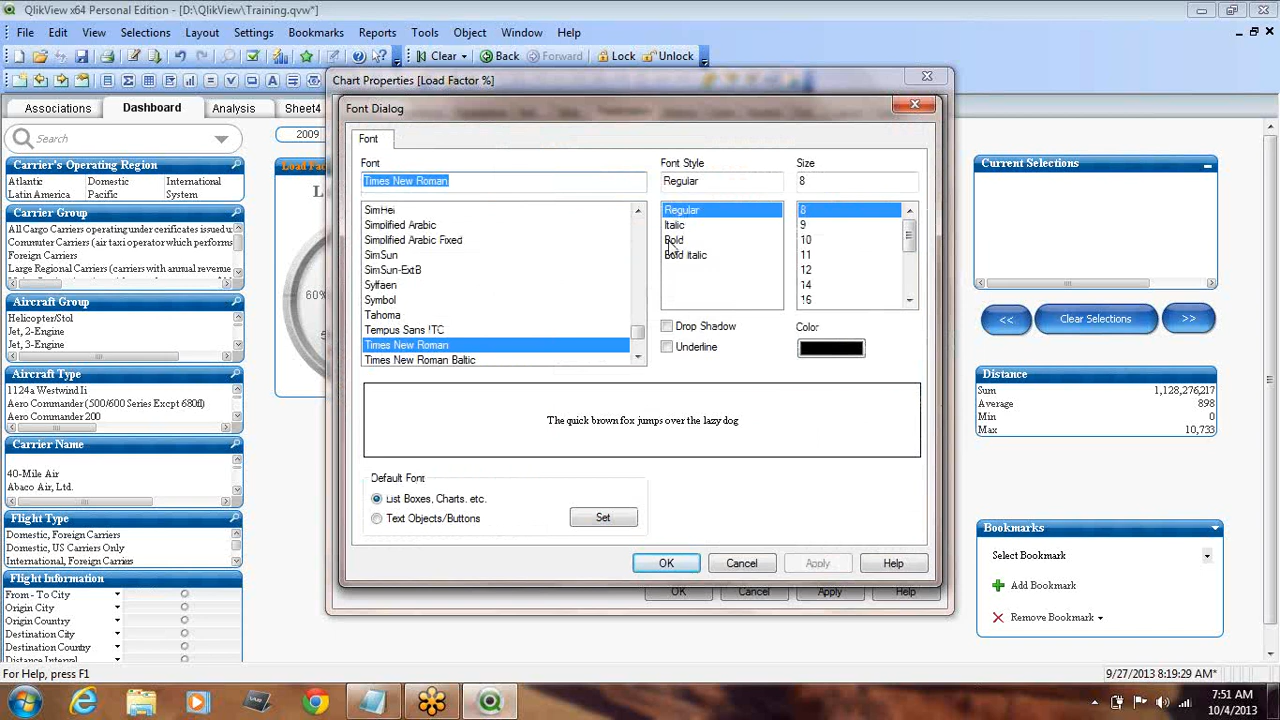 QlikView x64 Personal Edition - [D:\QlikView\Training.qvw*]
File Edit View Selections Layout Settings Bookmarks Reports Tools Object Window Help
Clear Back Forward Lock Unlock
Chart Properties [Load Factor %]
Associations Dashboard Analysis Sheet4
Font Dialog
Search
2009
Font
Current Selections
Carrier's Operating Region
Atlantic Domestic International
Latin America Pacific System
Load Fac
Font Font Style Size
Times New Roman Regular 8
Carrier Group
All Cargo Carriers operating under certificates issued u
Commuter Carriers (air taxi operator which performs
Foreign Carriers
Large Regional Carriers (carriers with annual revenue
SimHei
Simplified Arabic
Simplified Arabic Fixed
SimSun
SimSun-ExtB
Sylfaen
Symbol
Tahoma
Tempus Sans ITC
Times New Roman
Times New Roman Baltic
Regular
Italic
Bold
Bold Italic
8
9
10
11
12
14
16
L
60%
Drop Shadow
Underline
Color
<< Clear Selections >>
Aircraft Group
Helicopter/Stol
Jet, 2-Engine
Jet, 3-Engine
Aircraft Type
1124a Westwind Ii
Aero Commander (500/600 Series Excpt 680fl)
Aero Commander 200
Distance
Sum 1,128,276,217
Average 898
Min 0
Max 10,733
The quick brown fox jumps over the lazy dog
Carrier Name
40-Mile Air
Abaco Air, Ltd.
Default Font
List Boxes, Charts. etc.
Text Objects/Buttons
Set
Flight Type
Domestic, Foreign Carriers
Domestic, US Carriers Only
International, Foreign Carriers
Bookmarks
Select Bookmark
Add Bookmark
Remove Bookmark
OK Cancel Apply Help
OK Cancel Apply Help
Flight Information
From - To City
Origin City
Origin Country
Destination City
Destination Country
Distance Interval
For Help, press F1
9/27/2013 8:19:29 AM*
7:51 AM
10/4/2013